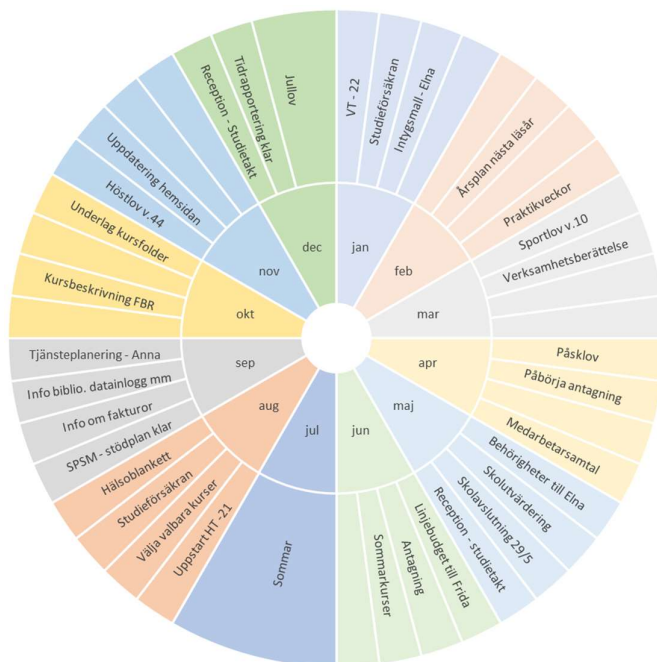 jan
VT - 22
Studieförsäkran
Intygsmall - Elna
feb
Årsplan nästa läsår
Praktikveckor
mar
Sportlov v.10
Verksamhetsberättelse
apr
Påsklov
Påbörja antagning
Medarbetarsamtal
maj
Behörigheter till Elna
Skolutvärdering
Skolavslutning 29/5
Reception - studietakt
jun
Linjebudget till Frida
Antagning
Sommarkurser
jul
Sommar
aug
Uppstart HT -21
Välja valbara kurser
Studieförsäkran
Hälsoblankett
sep
SPSM - stödplan klar
Info om fakturor
Info biblio. datainlogg mm
Tjänsteplanering - Anna
okt
Kursbeskrivning FBR
Underlag kursfolder
nov
Höstlov v.44
Uppdatering hemsidan
dec
Reception - Studietakt
Tidrapportering klar
Jullov